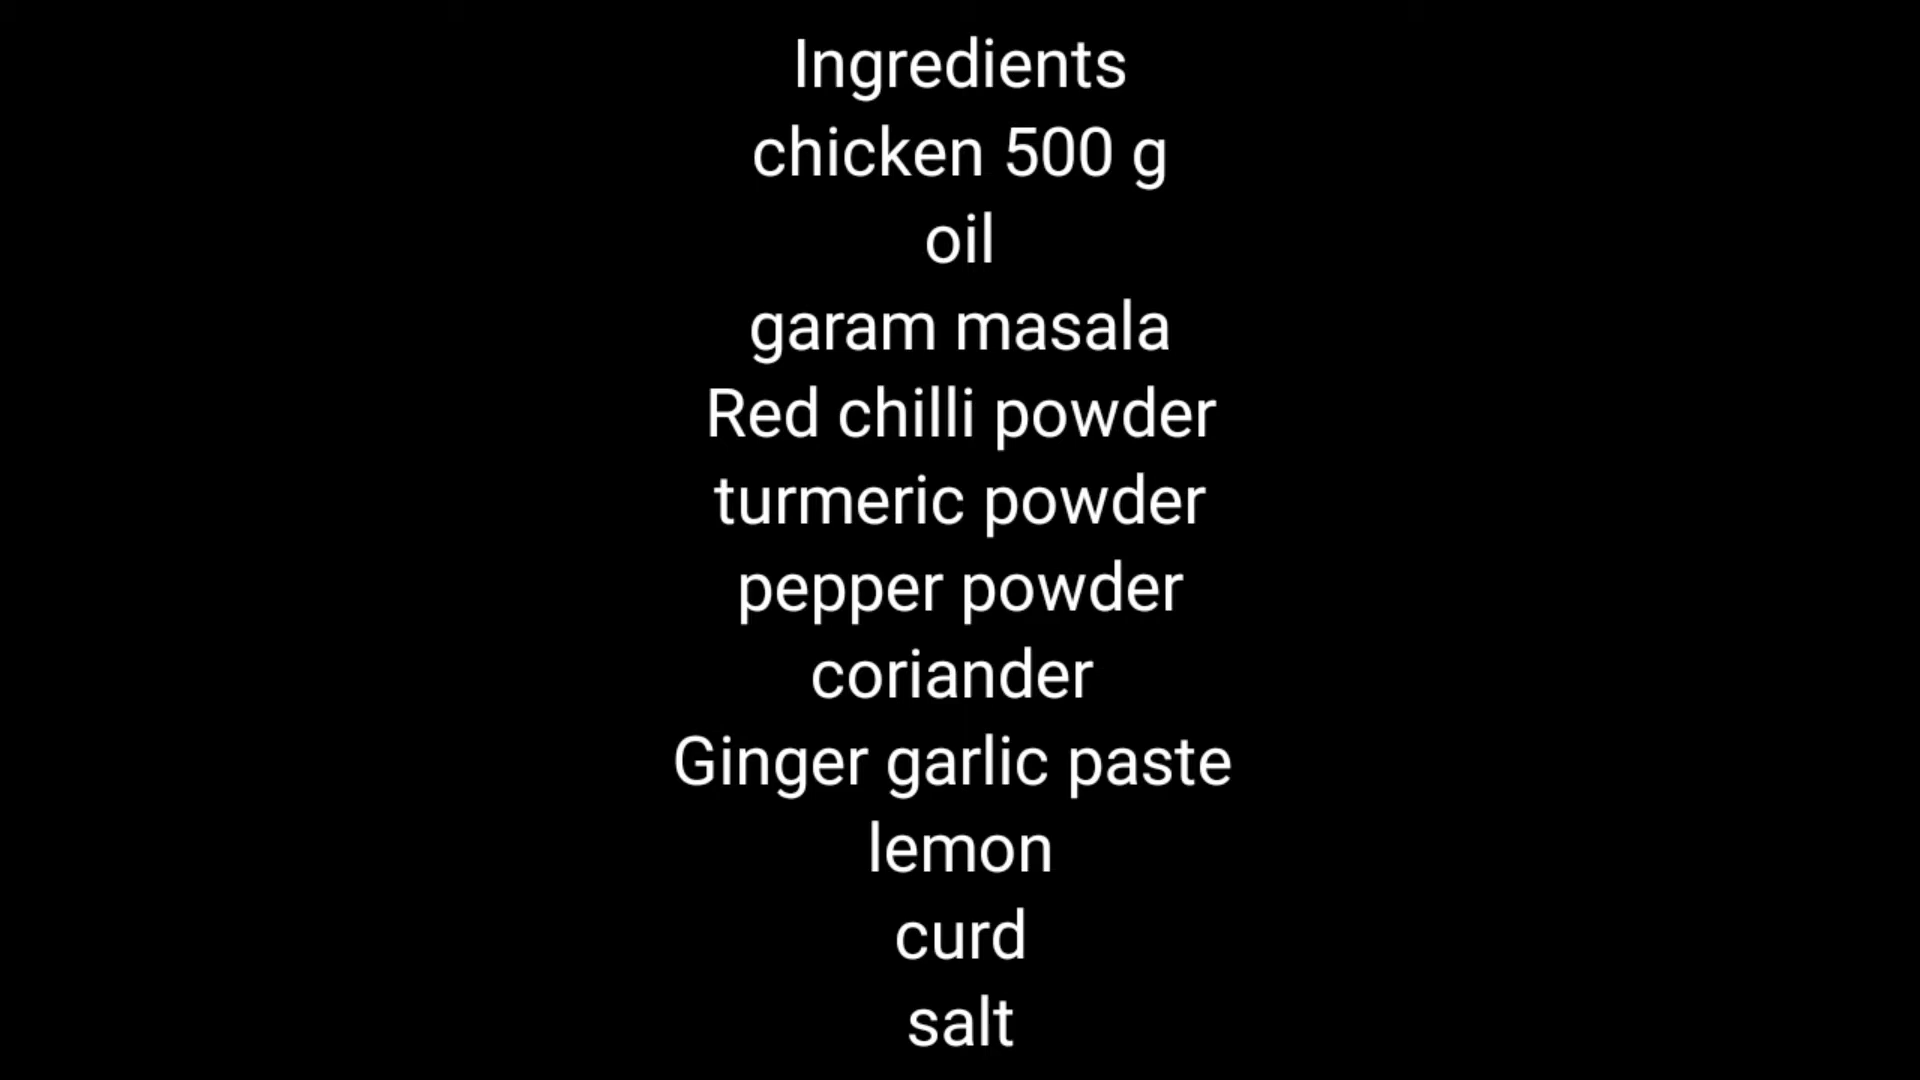 Ingredients
chicken 500 g
oil
garam masala
Red chilli powder
turmeric powder
pepper powder
coriander
Ginger garlic paste
lemon
curd
salt